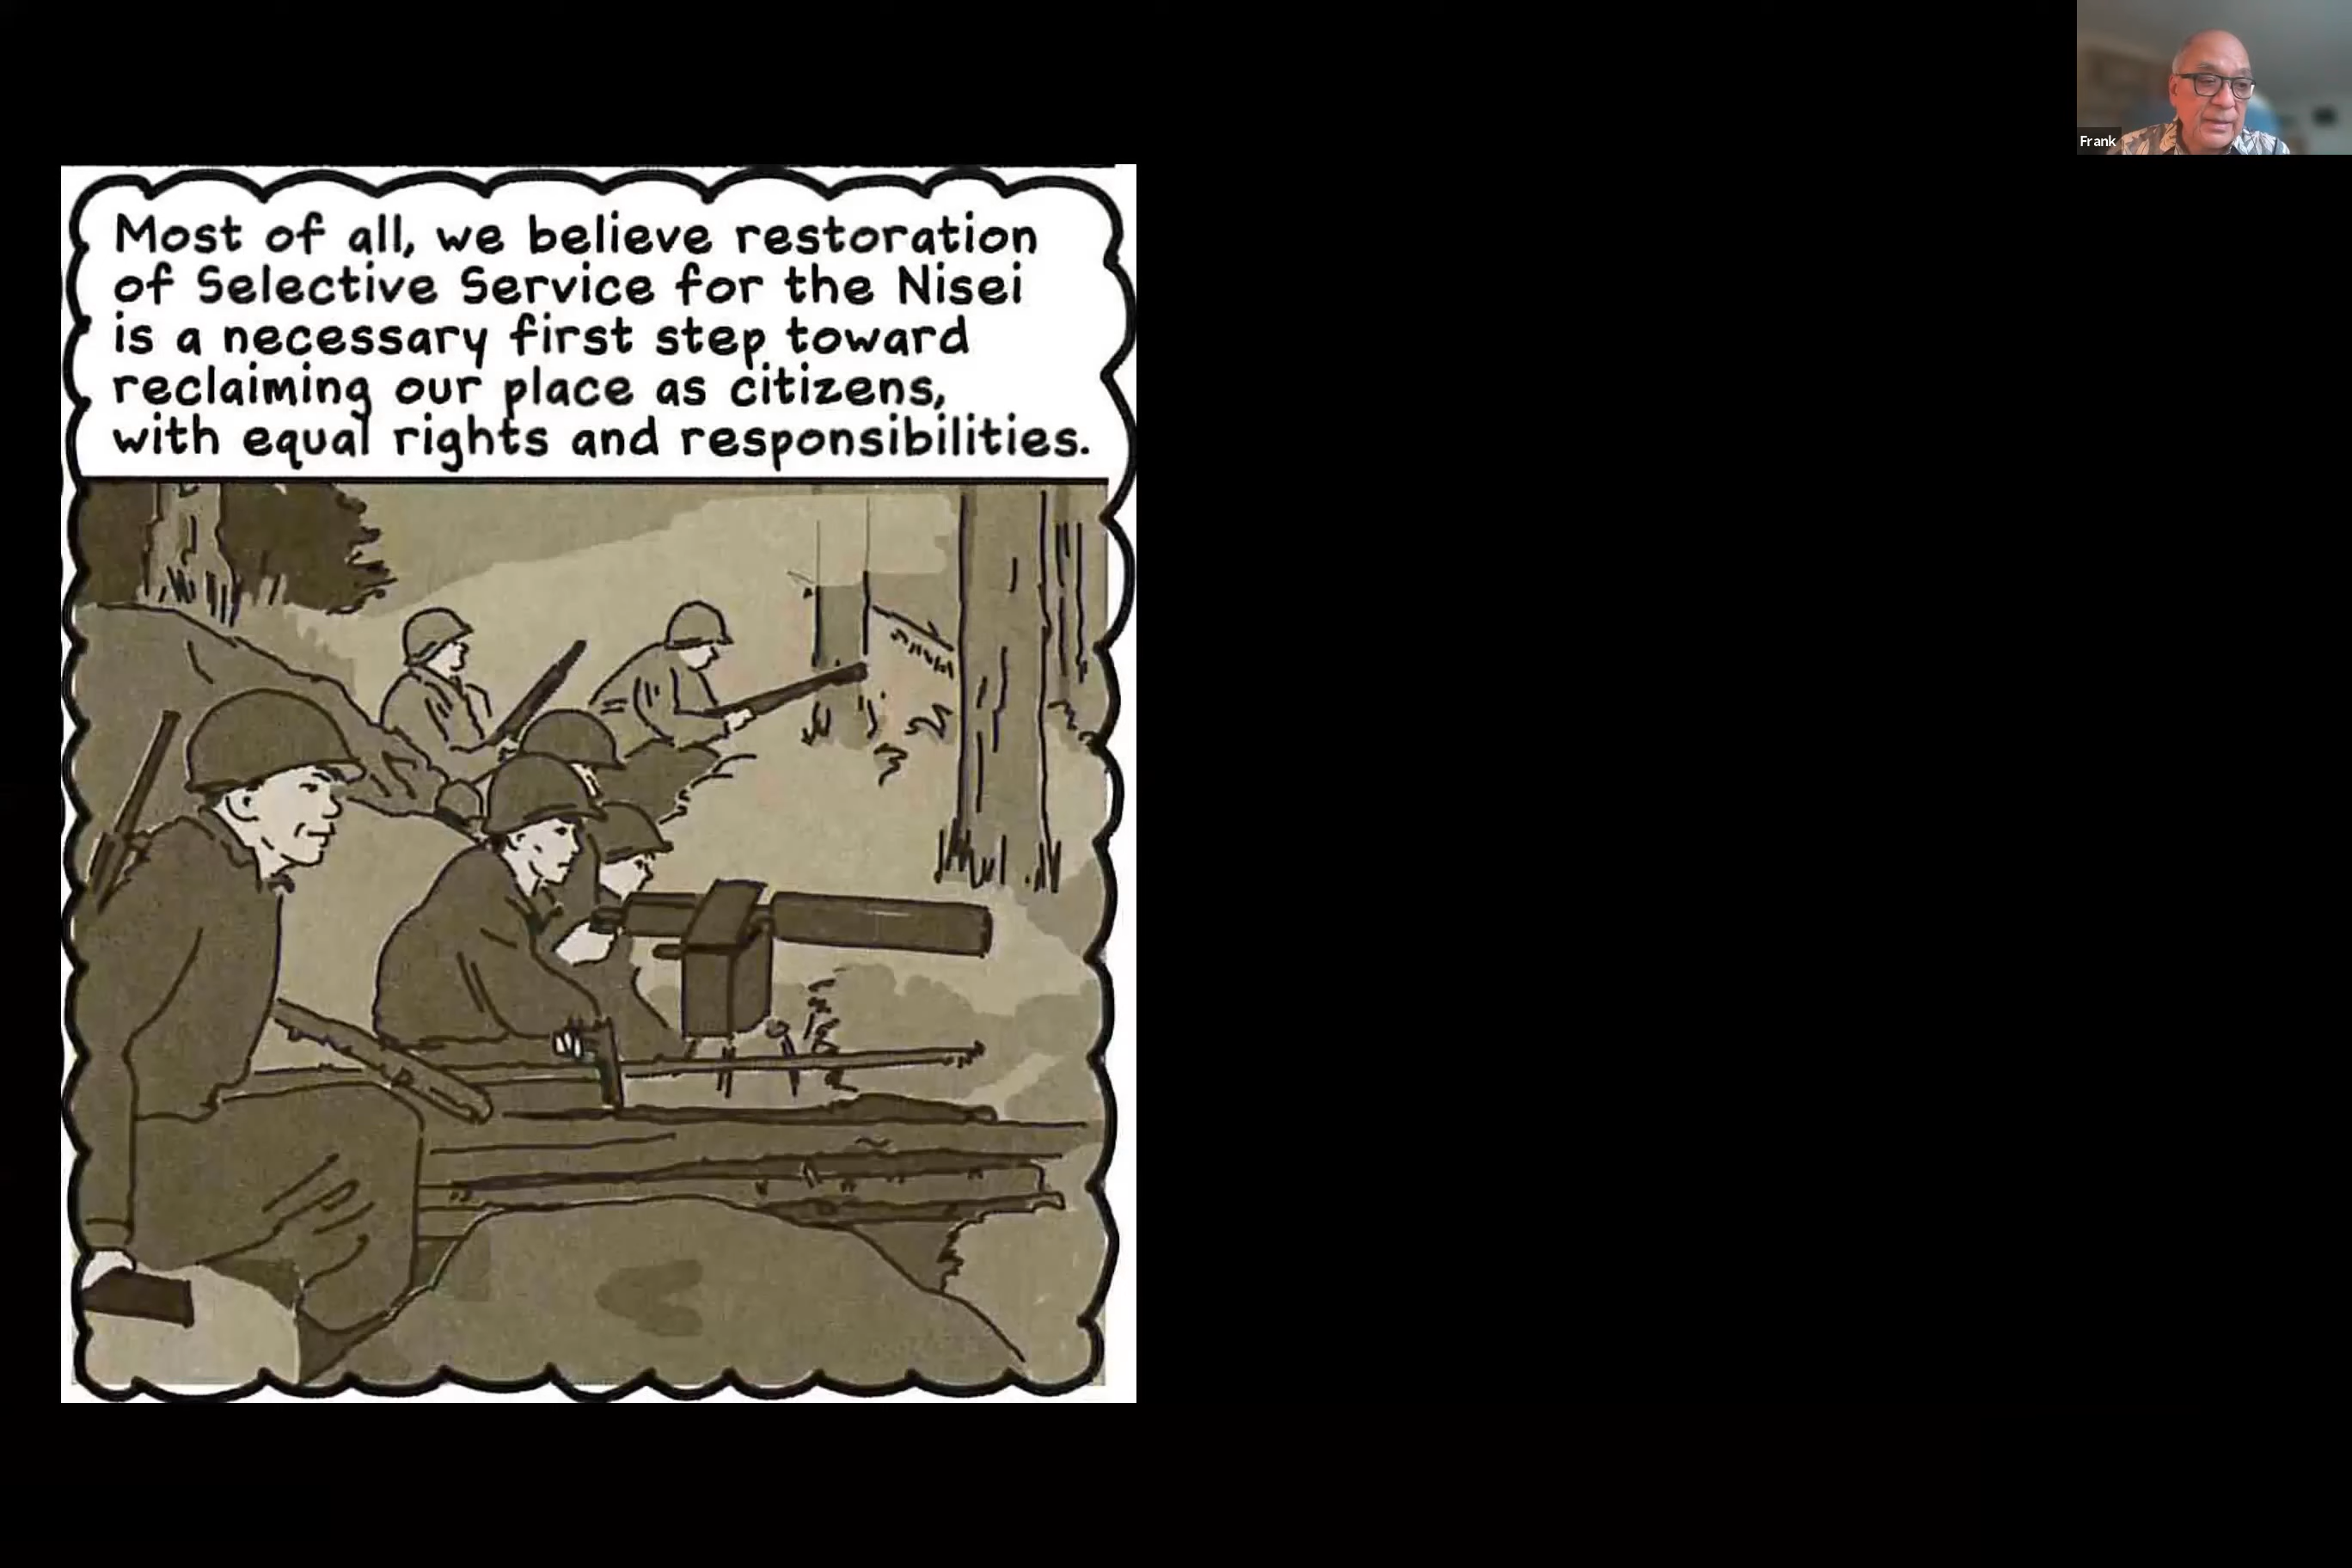 Most of all, we believe restoration
of Selective Service for the Nisei
is a necessary first step toward
reclaiming our place as citizens,
with equal rights and responsibilities.
Frank